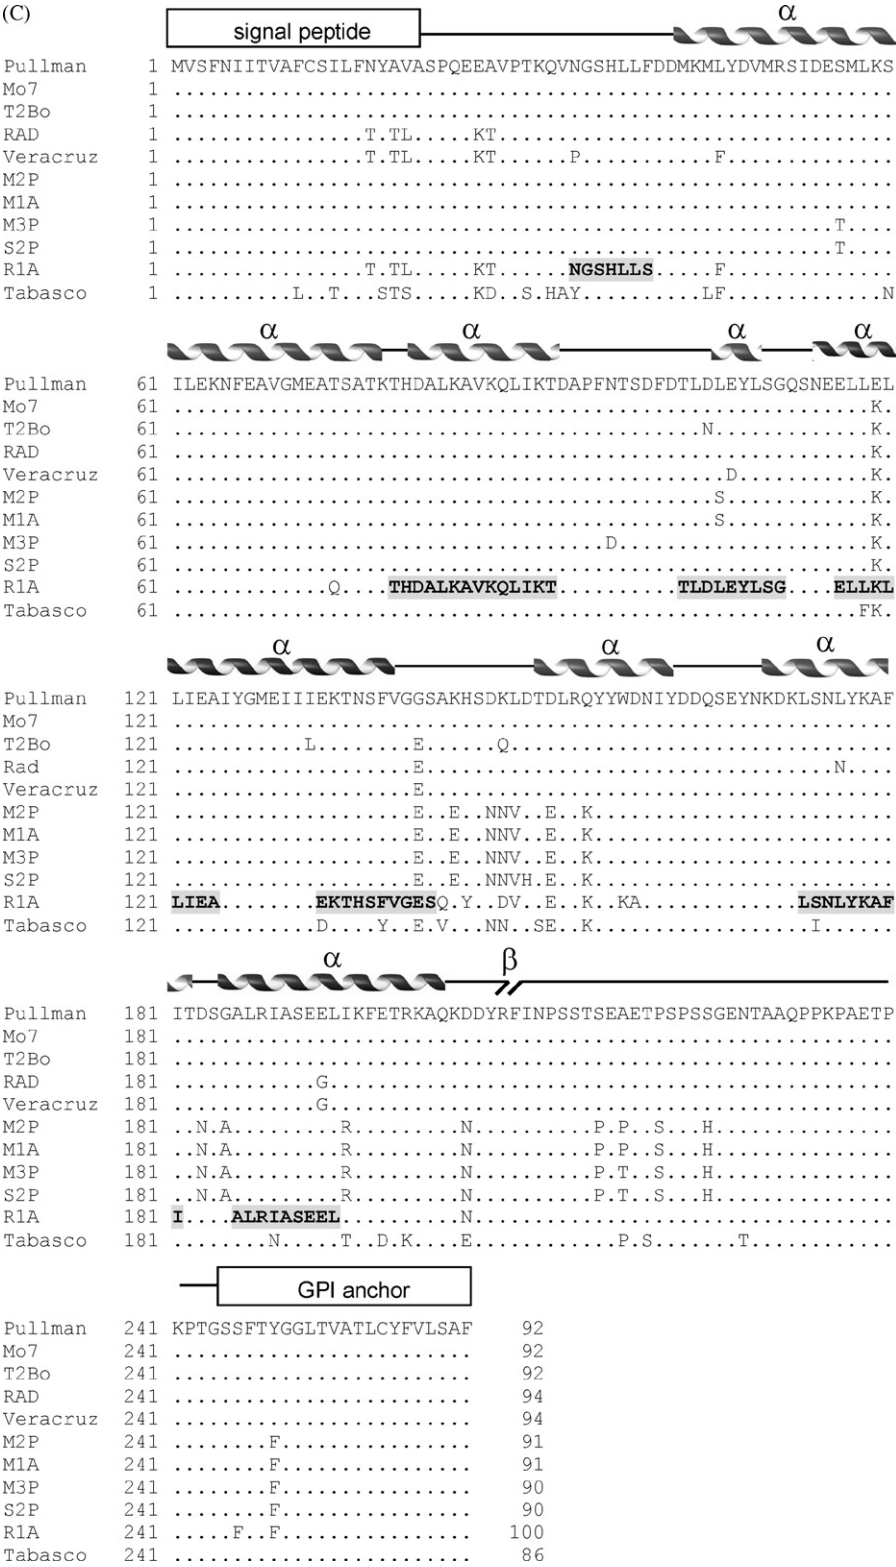 (C)
signal peptide α
Pullman 1 MVSFNIITVAFCSILFNYAVASPQEEAVPTKQVNGSHLLFDDMKMLYDVMRSIDESMLKS
Mo7 1 ............................................................
T2Bo 1 ............................................................
RAD 1 ................T.TL.....KT.................................
Veracruz 1 ................T.TL.....KT......P...........F..............
M2P 1 ............................................................
M1A 1 ............................................................
M3P 1 .......................................................T....
S2P 1 .......................................................T....
R1A 1 ................T.TL.....KT......NGSHLLS.....F..............
Tabasco 1 ..........L..T...STS.....KD..S.HAY..........LF.............N
α α α α
Pullman 61 ILEKNFEAVGMEATSATKTHDALKAVKQLIKTDAPFNTSDFDTLDLEYLSGQSNEELLEL
Mo7 61 ..........................................................K.
T2Bo 61 ............................................N.............K.
RAD 61 ..........................................................K.
Veracruz 61 ..............................................D...........K.
M2P 61 .............................................S............K.
M1A 61 .............................................S............K.
M3P 61 ....................................D.....................K.
S2P 61 ..........................................................K.
R1A 61 .............Q....THDALKAVKQLIKT..........TLDLEYLSG....ELLKL
Tabasco 61 .........................................................FK.
α α α
Pullman 121 LIEAIYGMEIIIEKTNSFVGGSAKHSDKLDTDLRQYYWDNIYDDQSEYNKDKLSNLYKAF
Mo7 121 ............................................................
T2Bo 121 ...........L........E......Q................................
Rad 121 ....................E..................................N....
Veracruz 121 ....................E.......................................
M2P 121 ....................E..E..NNV..E..K.........................
M1A 121 ....................E..E..NNV..E..K.........................
M3P 121 ....................E..E..NNV..E..K.........................
S2P 121 ....................E..E..NNVH.E..K.........................
R1A 121 LIEA........EKTHSFVGESQ.Y..DV..E..K..KA.............LSNLYKAF
Tabasco 121 ............D....Y..E.V...NN..SE..K..................I......
α β
Pullman 181 ITDSGALRIASEELIKFETRKAQKDDYRFINPSSTSEAETPSPSSGENTAAQPPKPAETP
Mo7 181 ............................................................
T2Bo 181 ............................................................
RAD 181 ............G...............................................
Veracruz 181 ............G...............................................
M2P 181 ..N.A.........R.........N..........P.P..S...H...............
M1A 181 ..N.A.........R.........N..........P.P..S...H...............
M3P 181 ..N.A.........R.........N..........P.T..S...H...............
S2P 181 ..N.A.........R.........N..........P.T..S...H...............
R1A 181 I....ALRIASEEL..........N...................................
Tabasco 181 ........N.....T..D.K....E............P.S.......T............
GPI anchor
Pullman 241 KPTGSSFTYGGLTVATLCYFVLSAF 92
Mo7 241 ......................... 92
T2Bo 241 ......................... 92
RAD 241 ......................... 94
Veracruz 241 ......................... 94
M2P 241 ........F................ 91
M1A 241 ........F................ 91
M3P 241 ........F................ 90
S2P 241 ........F................ 90
R1A 241 .....F..F................ 100
Tabasco 241 ......................... 86